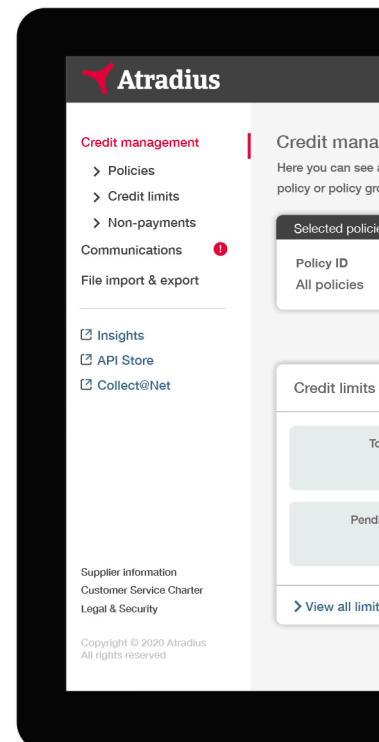 Atradius
Credit management
Policies
Credit limits
Non-payments
Communications
File import & export
Insights
API Store
Collect@Net
Supplier information
Customer Service Charter
Legal & Security
Copyright © 2020 Atradius
All rights reserved
Credit mana
Here you can see a
policy or policy gro
Selected policie
Policy ID
All policies
Credit limits
To
Pendi
View all limit